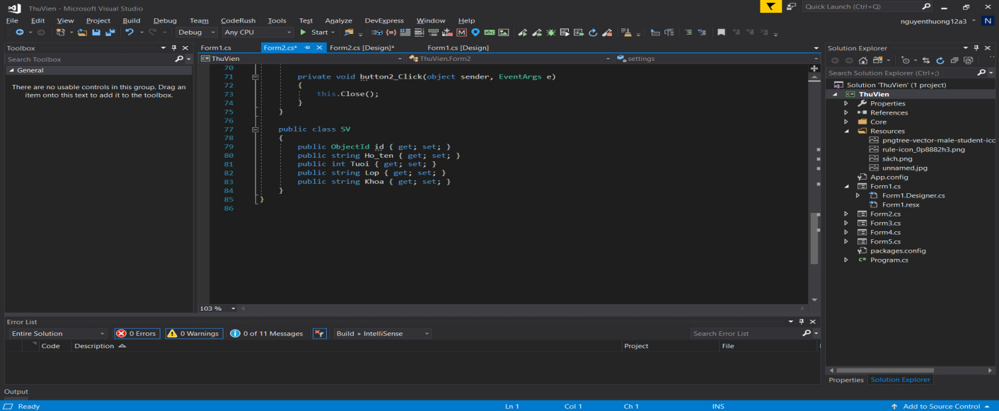 ThuVien - Microsoft Visual Studio
Quick Launch (Ctrl+Q)
File Edit View Project Build Debug Team CodeRush Tools Test Analyze DevExpress Window Help
nguyenthuong12a3 N
Debug Any CPU Start
Toolbox
Search Toolbox
General
There are no usable controls in this group. Drag an
item onto this text to add it to the toolbox.
Form1.cs Form2.cs* Form2.cs [Design]* Form1.cs [Design]
ThuVien ThuVien.Form2 settings
70
71 private void button2_Click(object sender, EventArgs e)
72 {
73 this.Close();
74 }
75 }
76
77 public class SV
78 {
79 public ObjectId id { get; set; }
80 public string Ho_ten { get; set; }
81 public int Tuoi { get; set; }
82 public string Lop { get; set; }
83 public string Khoa { get; set; }
84 }
85 }
86
103 %
Solution Explorer
Search Solution Explorer (Ctrl+;)
Solution 'ThuVien' (1 project)
ThuVien
Properties
References
Core
Resources
pngtree-vector-male-student-ico
rule-icon_0p8882h3.png
sách.png
unnamed.jpg
App.config
Form1.cs
Form1.Designer.cs
Form1.resx
Form2.cs
Form3.cs
Form4.cs
Form5.cs
packages.config
Program.cs
Properties Solution Explorer
Error List
Entire Solution 0 Errors 0 Warnings 0 of 11 Messages Build + IntelliSense Search Error List
Code Description Project File
Output
Ready Ln 1 Col 1 Ch 1 INS Add to Source Control